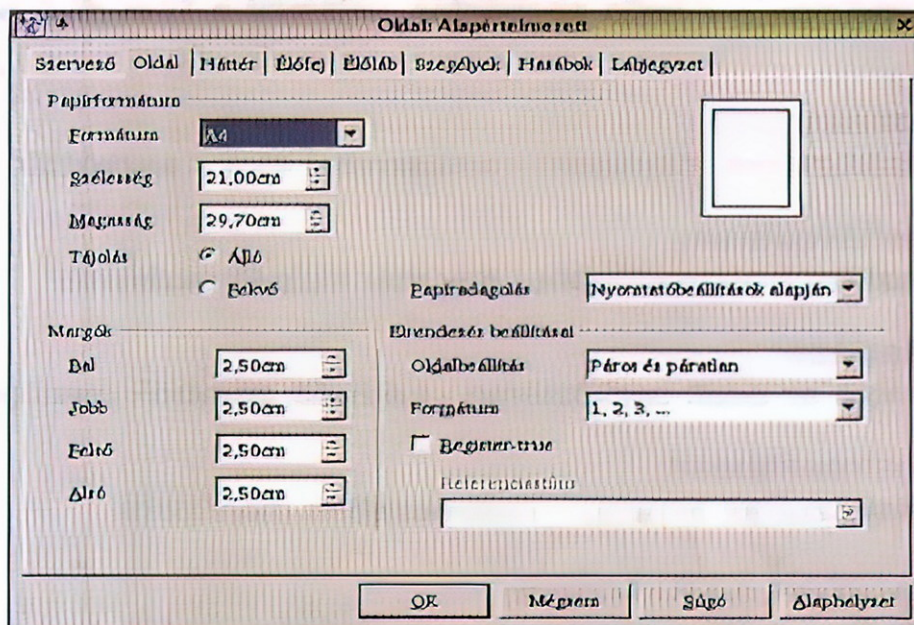 Oldal: Alapértelmezett
Szervező Oldal Háttér Élőfej Élőláb Szegélyek Hasábok Lábjegyzet
Papírformátum
Formátum A4
Szélesség 21,00cm
Magasság 29,70cm
Tájolás Álló
Fekvő Papíradagolás Nyomtatóbeállítások alapján
Margók Elrendezés beállításai
Bal 2,50cm Oldalbeállítás Páros és páratlan
Jobb 2,50cm Formátum 1, 2, 3, ...
Felső 2,50cm Register-true
Alsó 2,50cm Referenciastílus
OK Mégsem Súgó Alaphelyzet